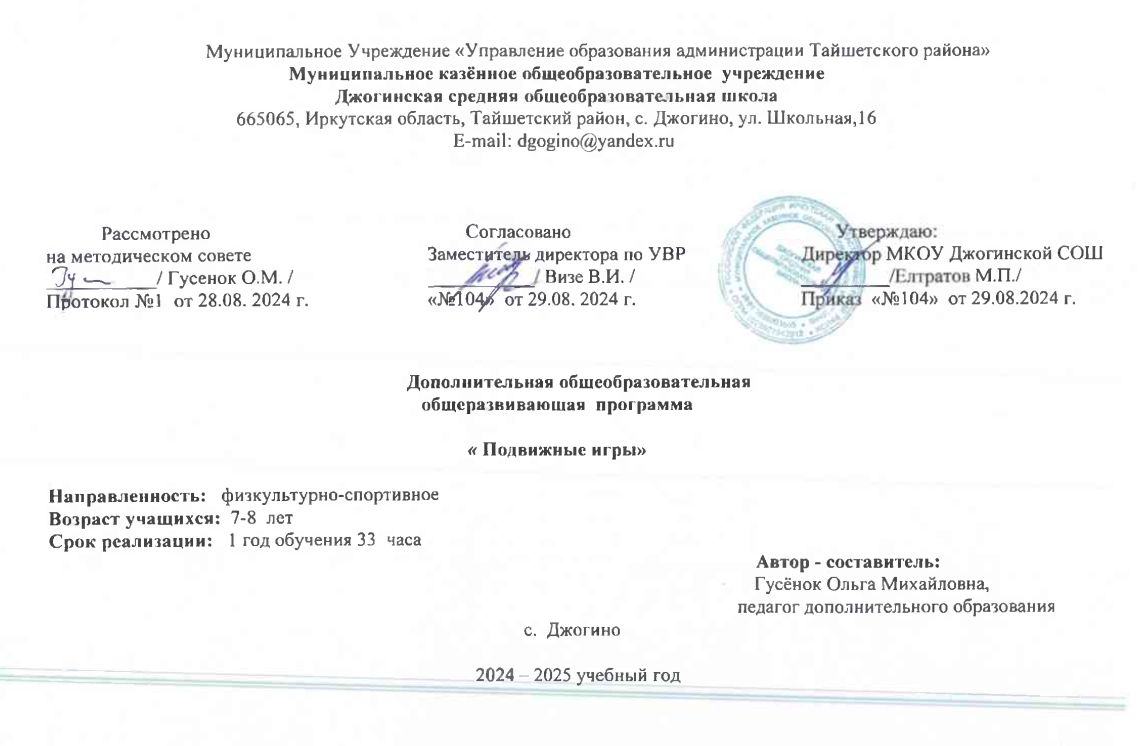 Муниципальное Учреждение «Управление образования администрации Тайшетского района»
Муниципальное казённое общеобразовательное учреждение
Джогинская средняя общеобразовательная школа
665065, Иркутская область, Тайшетский район, с. Джогино, ул. Школьная,16
E-mail: dgogino@yandex.ru
Рассмотрено
на методическом совете
____________/ Гусенок О.М. /
Протокол №1 от 28.08. 2024 г.
Согласовано
Заместитель директора по УВР
____________/ Визе В.И. /
«№104» от 29.08. 2024 г.
Утверждаю:
Директор МКОУ Джогинской СОШ
__________/Елтратов М.П./
Приказ «№104» от 29.08.2024 г.
Дополнительная общеобразовательная
общеразвивающая программа
« Подвижные игры»
Направленность: физкультурно-спортивное
Возраст учащихся: 7-8 лет
Срок реализации: 1 год обучения 33 часа
Автор - составитель:
Гусёнок Ольга Михайловна,
педагог дополнительного образования
с. Джогино
2024 – 2025 учебный год